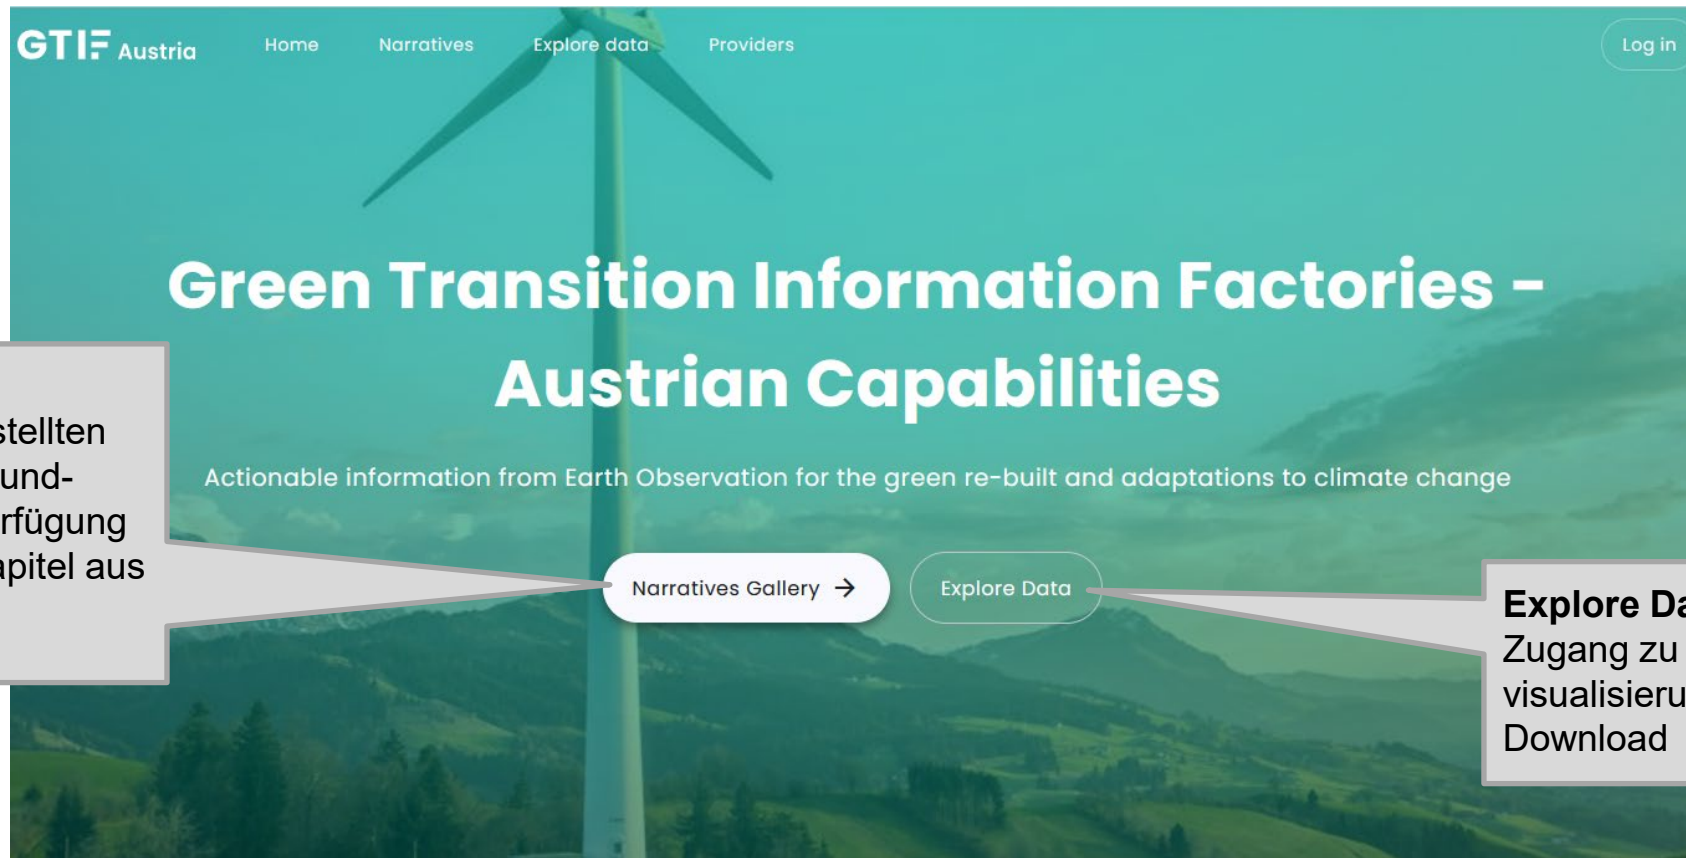 GTIF Austria
Home
Narratives
Explore data
Providers
Log in
Green Transition Information Factories -
Austrian Capabilities
Actionable information from Earth Observation for the green re-built and adaptations to climate change
stellten
und-
rfügung
apitel aus
Narratives Gallery →
Explore Data
Explore Da
Zugang zu
visualisieru
Download